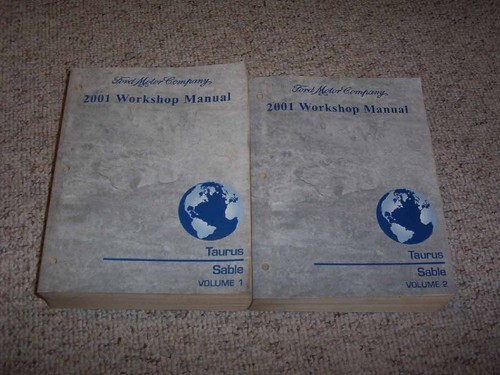 Ford Motor Company
2001 Workshop Manual
Taurus
Sable
VOLUME 1
Ford Motor Company
2001 Workshop Manual
Taurus
Sable
VOLUME 2